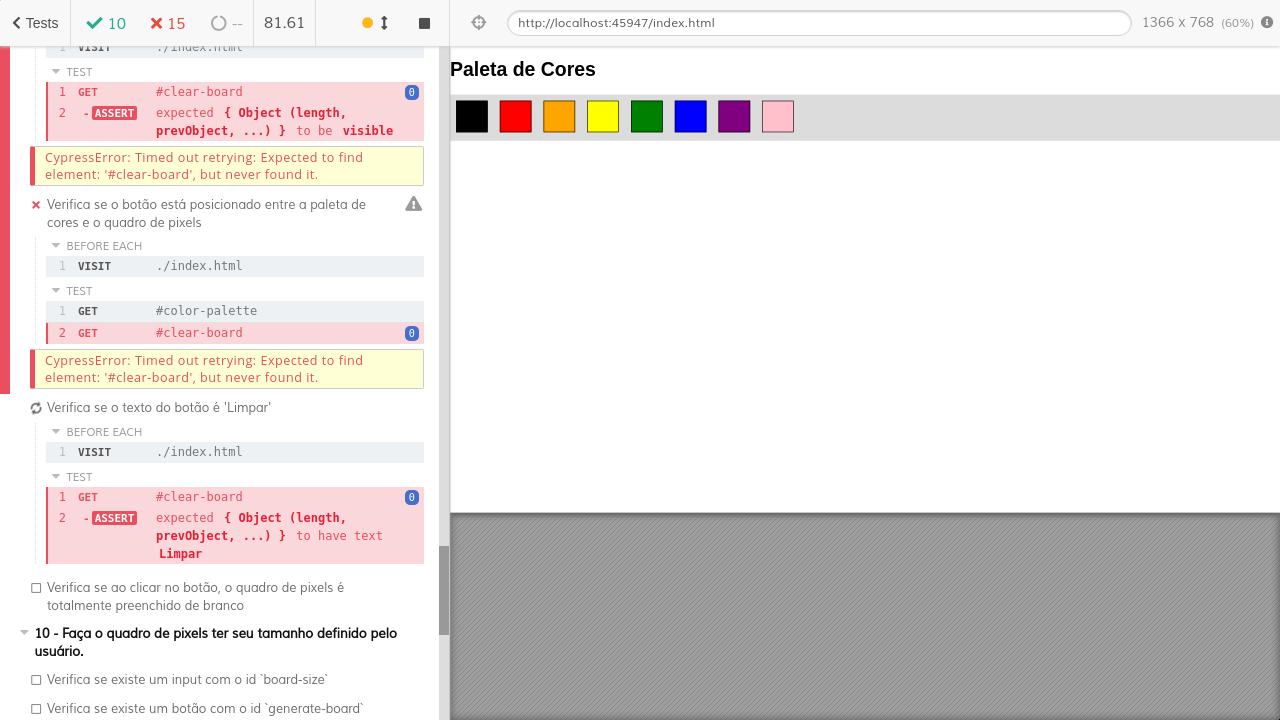 Tests 10 15 -- 81.61
http://localhost:45947/index.html 1366 x 768 (60%)
1 VISIT ./index.html
TEST
1 GET #clear-board 0
2 - ASSERT expected { Object (length,
prevObject, ...) } to be visible
CypressError: Timed out retrying: Expected to find
element: '#clear-board', but never found it.
Verifica se o botão está posicionado entre a paleta de
cores e o quadro de pixels
BEFORE EACH
1 VISIT ./index.html
TEST
1 GET #color-palette
2 GET #clear-board 0
CypressError: Timed out retrying: Expected to find
element: '#clear-board', but never found it.
Verifica se o texto do botão é 'Limpar'
BEFORE EACH
1 VISIT ./index.html
TEST
1 GET #clear-board 0
2 - ASSERT expected { Object (length,
prevObject, ...) } to have text
Limpar
Verifica se ao clicar no botão, o quadro de pixels é
totalmente preenchido de branco
10 - Faça o quadro de pixels ter seu tamanho definido pelo
usuário.
Verifica se existe um input com o id `board-size`
Verifica se existe um botão com o id `generate-board`
Paleta de Cores